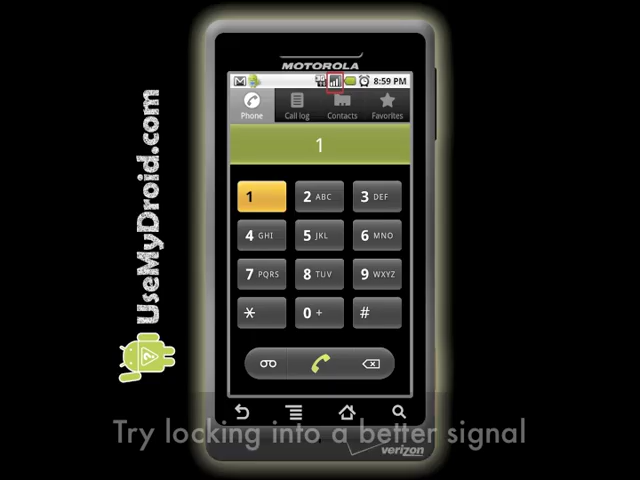 MOTOROLA
3G
8:59 PM
Phone
Call log
Contacts
Favorites
1
1
2 ABC
3 DEF
4 GHI
5 JKL
6 MNO
7 PQRS
8 TUV
9 WXYZ
*
0 +
#
UseMyDroid.com
?
Try locking into a better signal
verizon